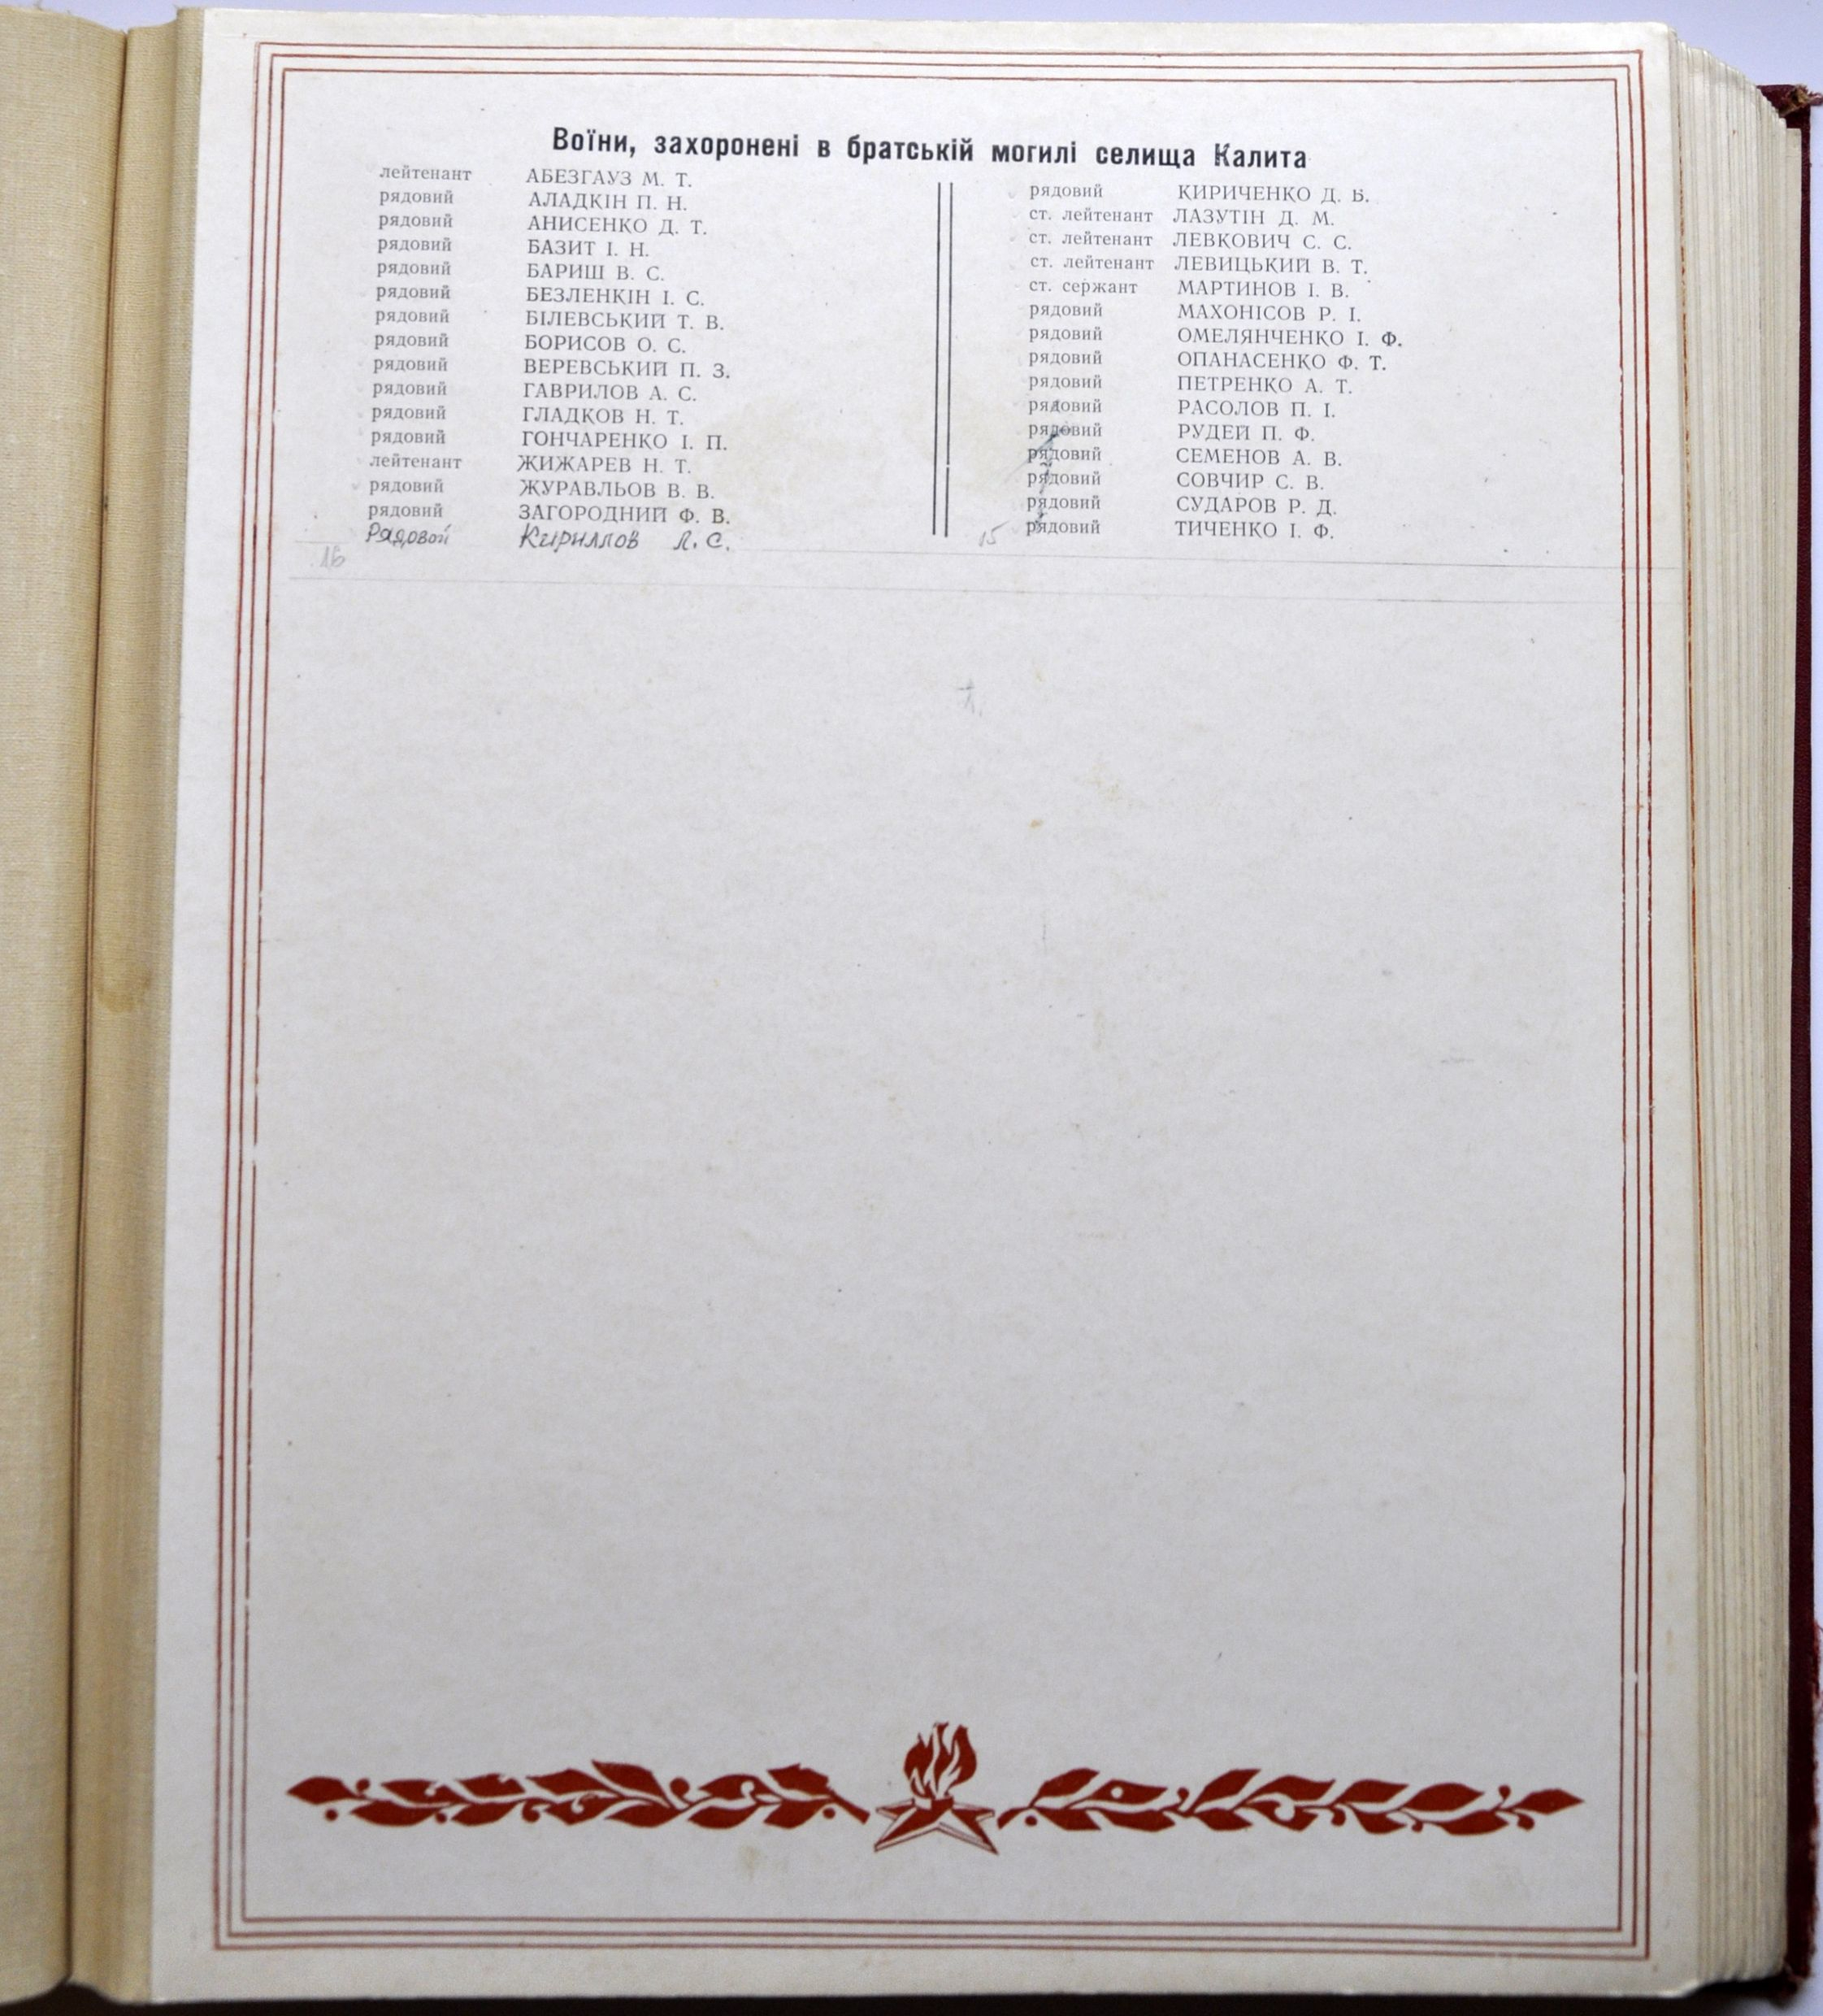 Воїни, захоронені в братській могилі селища Калита
лейтенант АБЕЗГАУЗ М. Т.
рядовий АЛАДКІН П. Н.
рядовий АНИСЕНКО Д. Т.
рядовий БАЗИТ І. Н.
рядовий БАРИШ В. С.
рядовий БЕЗЛЕНКІН І. С.
рядовий БІЛЕВСЬКИЙ Т. В.
рядовий БОРИСОВ О. С.
рядовий ВЕРЕВСЬКИЙ П. З.
рядовий ГАВРИЛОВ А. С.
рядовий ГЛАДКОВ Н. Т.
рядовий ГОНЧАРЕНКО І. П.
лейтенант ЖИЖАРЕВ Н. Т.
рядовий ЖУРАВЛЬОВ В. В.
рядовий ЗАГОРОДНИЙ Ф. В.
Рядовой Кириллов Л. С.
16
рядовий КИРИЧЕНКО Д. Б.
ст. лейтенант ЛАЗУТІН Д. М.
ст. лейтенант ЛЕВКОВИЧ С. С.
ст. лейтенант ЛЕВИЦЬКИЙ В. Т.
ст. сержант МАРТИНОВ І. В.
рядовий МАХОНІСОВ Р. І.
рядовий ОМЕЛЯНЧЕНКО І. Ф.
рядовий ОПАНАСЕНКО Ф. Т.
рядовий ПЕТРЕНКО А. Т.
рядовий РАСОЛОВ П. І.
рядовий РУДЕЙ П. Ф.
рядовий СЕМЕНОВ А. В.
рядовий СОВЧИР С. В.
рядовий СУДАРОВ Р. Д.
15 рядовий ТИЧЕНКО І. Ф.